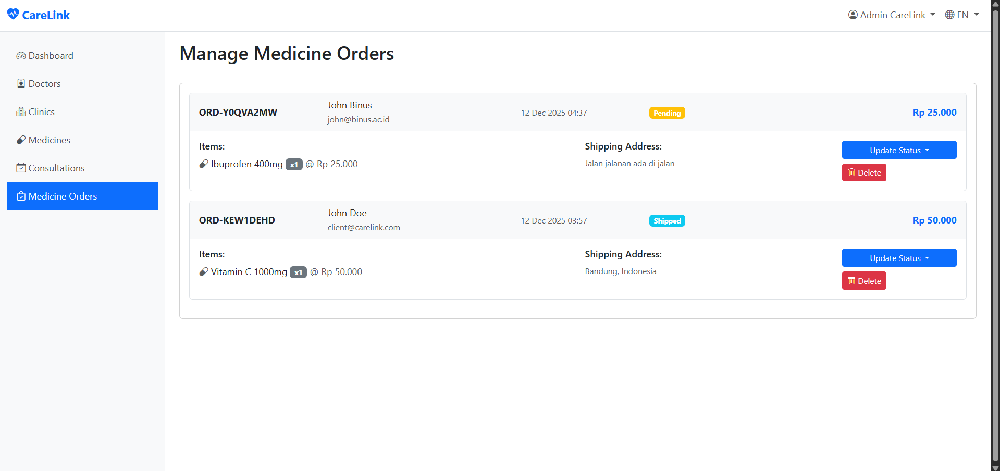 CareLink
Admin CareLink
EN
Dashboard
Doctors
Clinics
Medicines
Consultations
Medicine Orders
Manage Medicine Orders
ORD-Y0QVA2MW
John Binus
john@binus.ac.id
12 Dec 2025 04:37
Pending
Rp 25.000
Items:
Ibuprofen 400mg x1 @ Rp 25.000
Shipping Address:
Jalan jalanan ada di jalan
Update Status
Delete
ORD-KEW1DEHD
John Doe
client@carelink.com
12 Dec 2025 03:57
Shipped
Rp 50.000
Items:
Vitamin C 1000mg x1 @ Rp 50.000
Shipping Address:
Bandung, Indonesia
Update Status
Delete